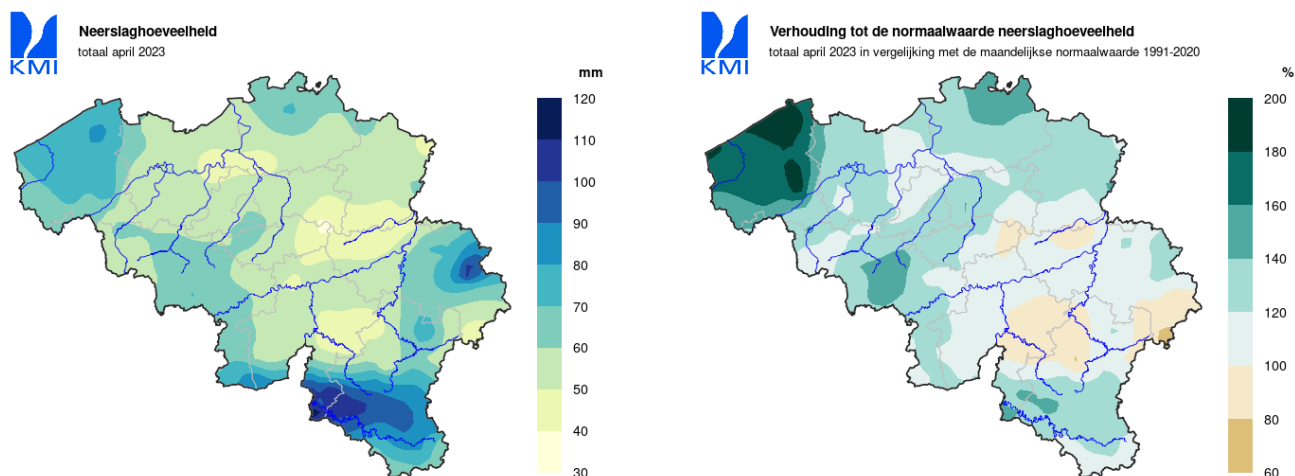 KMI
Neerslaghoeveelheid
totaal april 2023
mm
120
110
100
90
80
70
60
50
40
30
KMI
Verhouding tot de normaalwaarde neerslaghoeveelheid
totaal april 2023 in vergelijking met de maandelijkse normaalwaarde 1991-2020
%
200
180
160
140
120
100
80
60